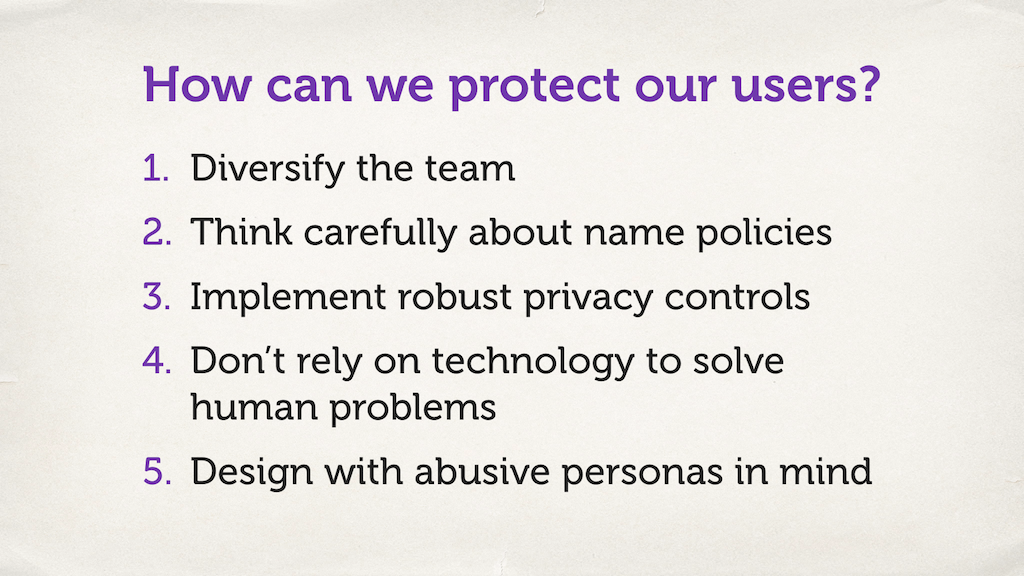 How can we protect our users?
1. Diversify the team
2. Think carefully about name policies
3. Implement robust privacy controls
4. Don’t rely on technology to solve
human problems
5. Design with abusive personas in mind